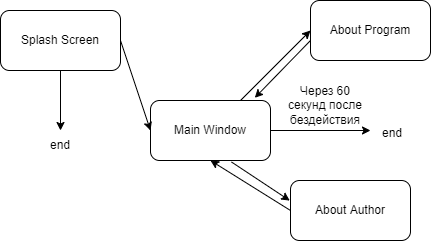 About Program
Splash Screen
Через 60
секунд после
бездействия
Main Window
end
end
About Author